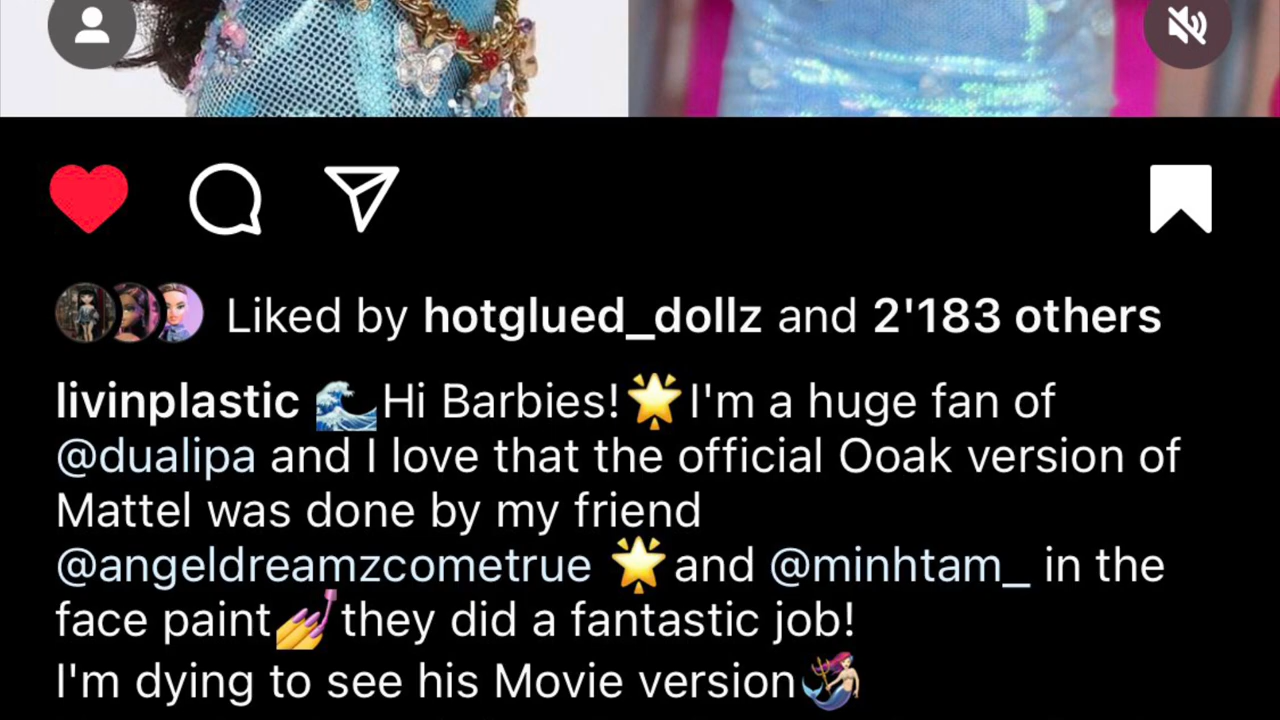 Liked by hotglued_dollz and 2'183 others
livinplastic 🌊Hi Barbies!🌟I'm a huge fan of
@dualipa and I love that the official Ooak version of
Mattel was done by my friend
@angeldreamzcometrue 🌟and @minhtam_ in the
face paint💅they did a fantastic job!
I'm dying to see his Movie version🧜‍♀️